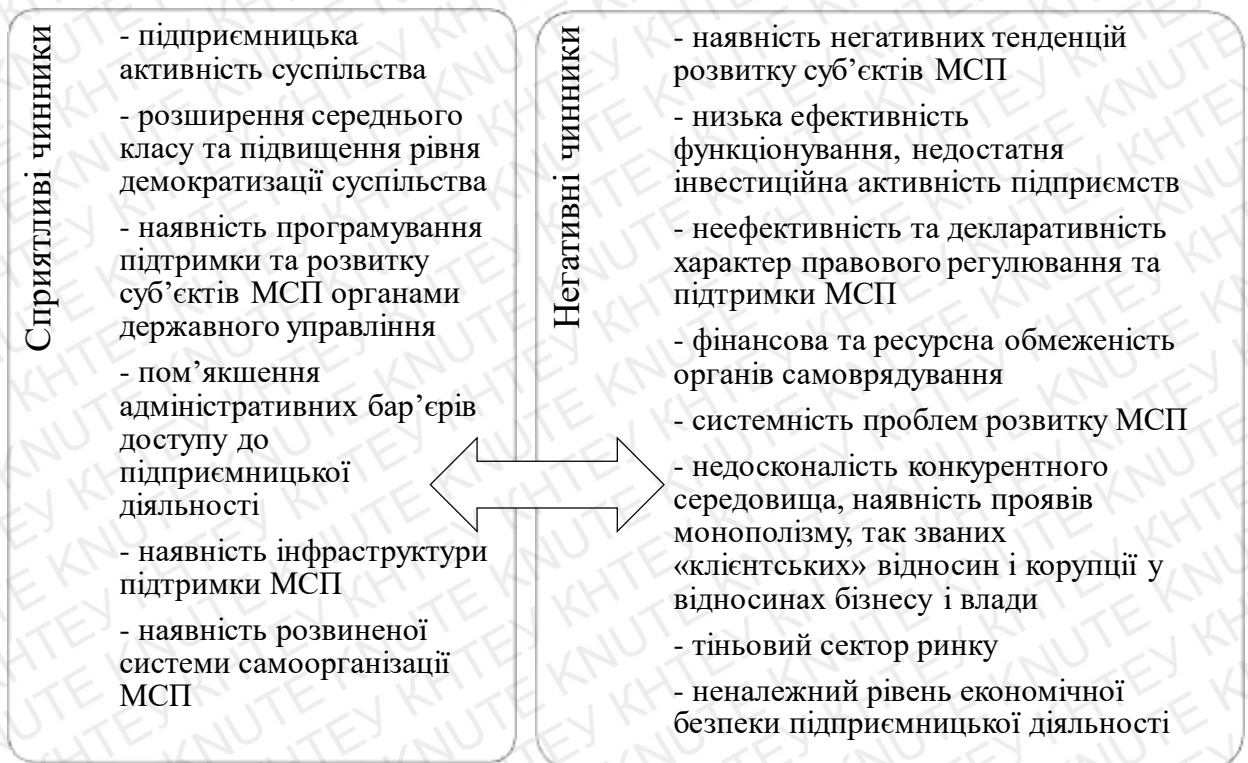 Сприятливі чинники
- підприємницька
активність суспільства
- розширення середнього
класу та підвищення рівня
демократизації суспільства
- наявність програмування
підтримки та розвитку
суб’єктів МСП органами
державного управління
- пом’якшення
адміністративних бар’єрів
доступу до
підприємницької
діяльності
- наявність інфраструктури
підтримки МСП
- наявність розвиненої
системи самоорганізації
МСП
Негативні чинники
- наявність негативних тенденцій
розвитку суб’єктів МСП
- низька ефективність
функціонування, недостатня
інвестиційна активність підприємств
- неефективність та декларативність
характер правового регулювання та
підтримки МСП
- фінансова та ресурсна обмеженість
органів самоврядування
- системність проблем розвитку МСП
- недосконалість конкурентного
середовища, наявність проявів
монополізму, так званих
«клієнтських» відносин і корупції у
відносинах бізнесу і влади
- тіньовий сектор ринку
- неналежний рівень економічної
безпеки підприємницької діяльності